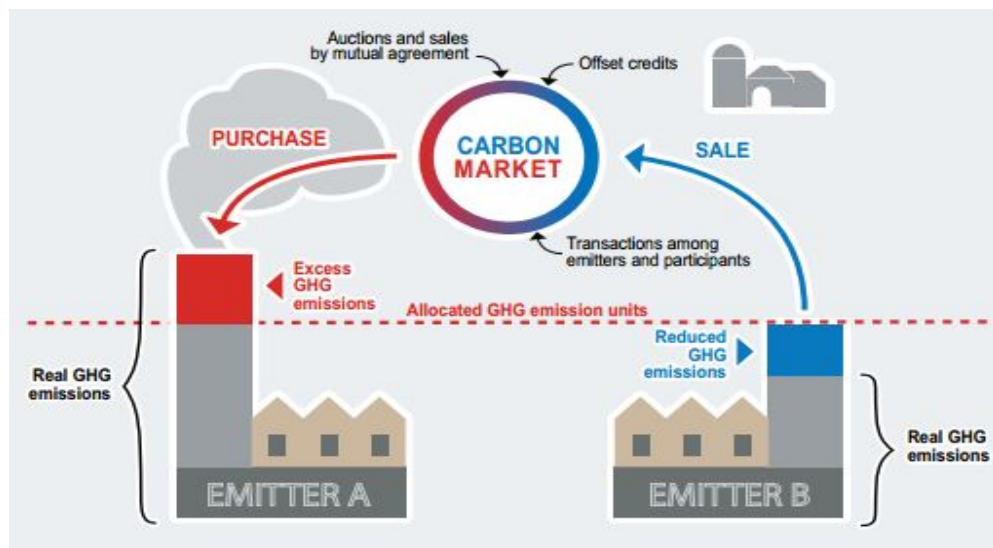 Auctions and sales
by mutual agreement
Offset credits
PURCHASE
CARBON
MARKET
SALE
Transactions among
emitters and participants
Excess
GHG
emissions
Allocated GHG emission units
Reduced
GHG
emissions
Real GHG
emissions
Real GHG
emissions
EMITTER A
EMITTER B